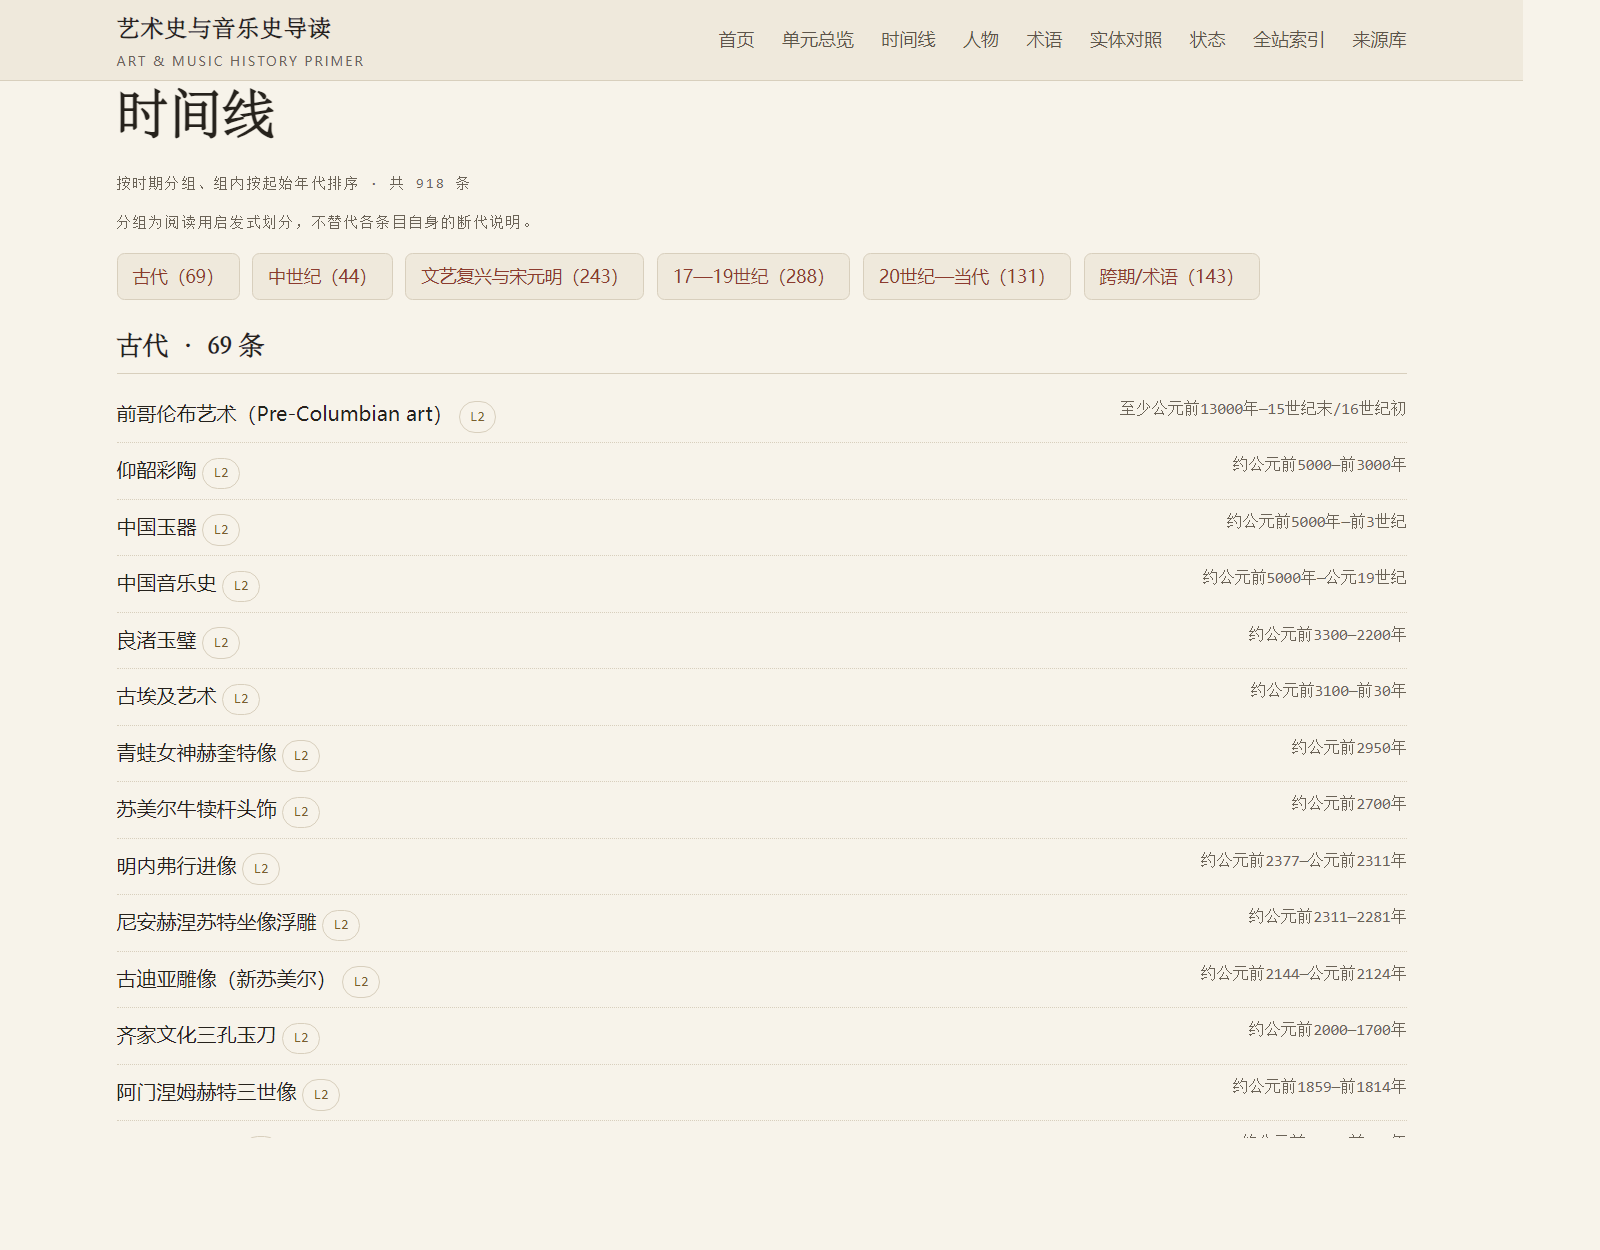 艺术史与音乐史导读
ART & MUSIC HISTORY PRIMER
首页 单元总览 时间线 人物 术语 实体对照 状态 全站索引 来源库
时间线
按时期分组、组内按起始年代排序 · 共 918 条
分组为阅读用启发式划分，不替代各条目自身的断代说明。
古代（69） 中世纪（44） 文艺复兴与宋元明（243） 17—19世纪（288） 20世纪—当代（131） 跨期/术语（143）
古代 · 69 条
前哥伦布艺术（Pre-Columbian art） L2 至少公元前13000年—15世纪末/16世纪初
仰韶彩陶 L2 约公元前5000—前3000年
中国玉器 L2 约公元前5000年—前3世纪
中国音乐史 L2 约公元前5000年—公元19世纪
良渚玉璧 L2 约公元前3300—2200年
古埃及艺术 L2 约公元前3100—前30年
青蛙女神赫奎特像 L2 约公元前2950年
苏美尔牛犊杆头饰 L2 约公元前2700年
明内弗行进像 L2 约公元前2377—公元前2311年
尼安赫涅苏特坐像浮雕 L2 约公元前2311—2281年
古迪亚雕像（新苏美尔） L2 约公元前2144—公元前2124年
齐家文化三孔玉刀 L2 约公元前2000—1700年
阿门涅姆赫特三世像 L2 约公元前1859—前1814年